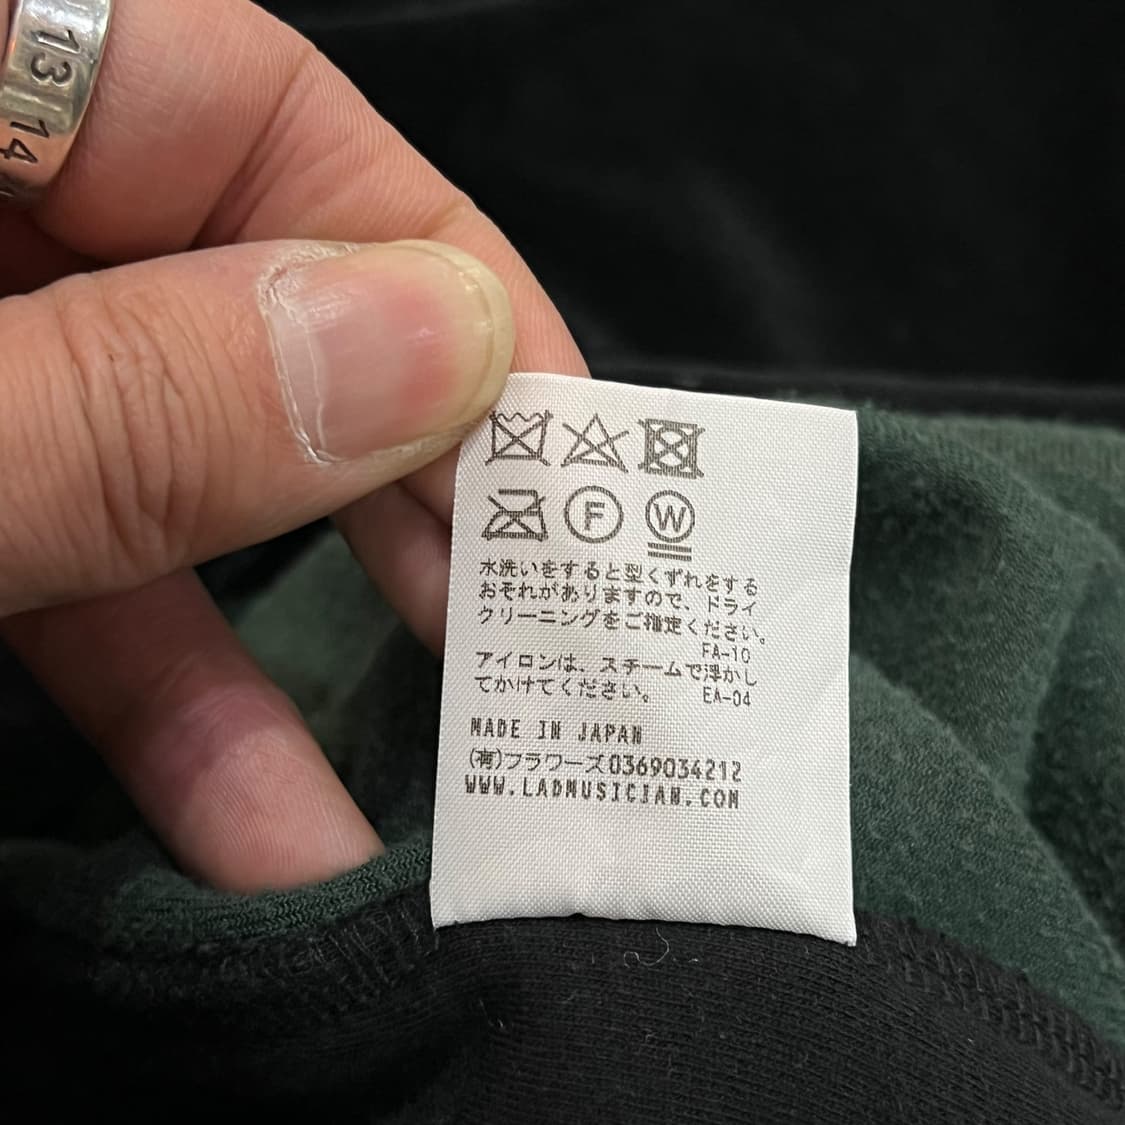 13
14
F W
水洗いをすると型くずれをする
おそれがありますので、ドライ
クリーニングをご指定ください。
FA-10
アイロンは、スチームで浮かし
てかけてください。 EA-04
MADE IN JAPAN
(有)フラワーズ0369034212
WWW.LADMUSICIAN.COM